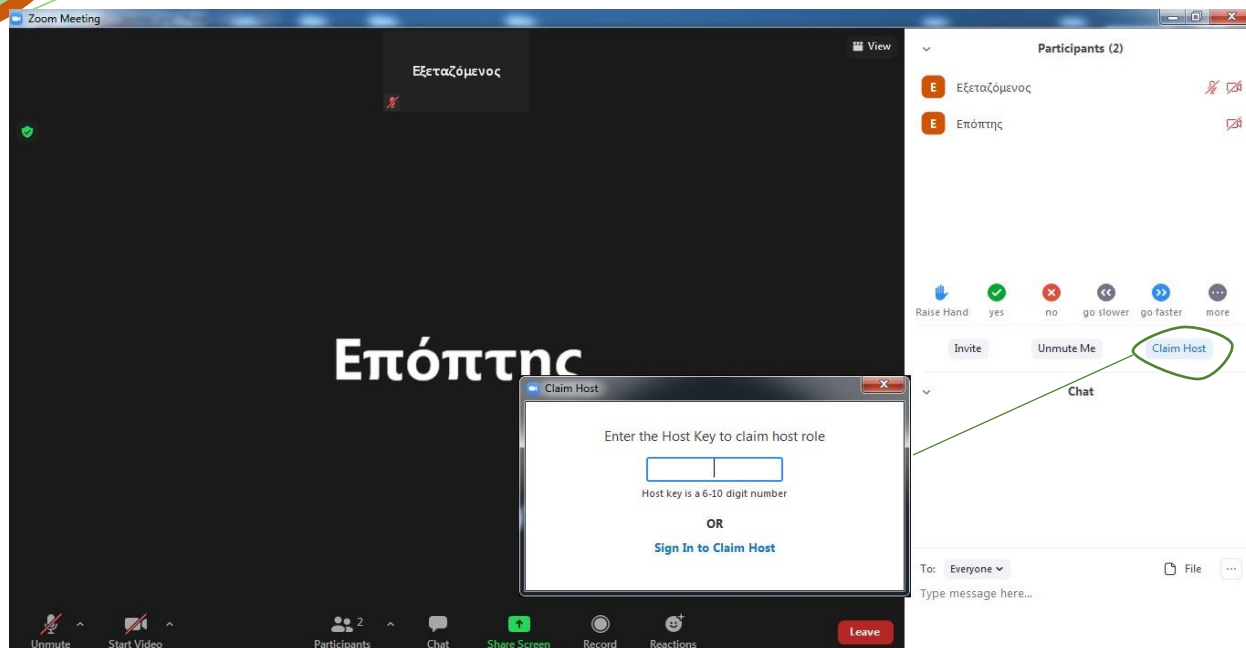 Zoom Meeting
View
Εξεταζόμενος
Επόπτης
Participants (2)
E Εξεταζόμενος
E Επόπτης
Raise Hand yes no go slower go faster more
Invite Unmute Me Claim Host
Claim Host
Enter the Host Key to claim host role
Host key is a 6-10 digit number
OR
Sign In to Claim Host
Chat
To: Everyone File ...
Type message here...
Unmute Start Video Participants 2 Chat Share Screen Record Reactions Leave